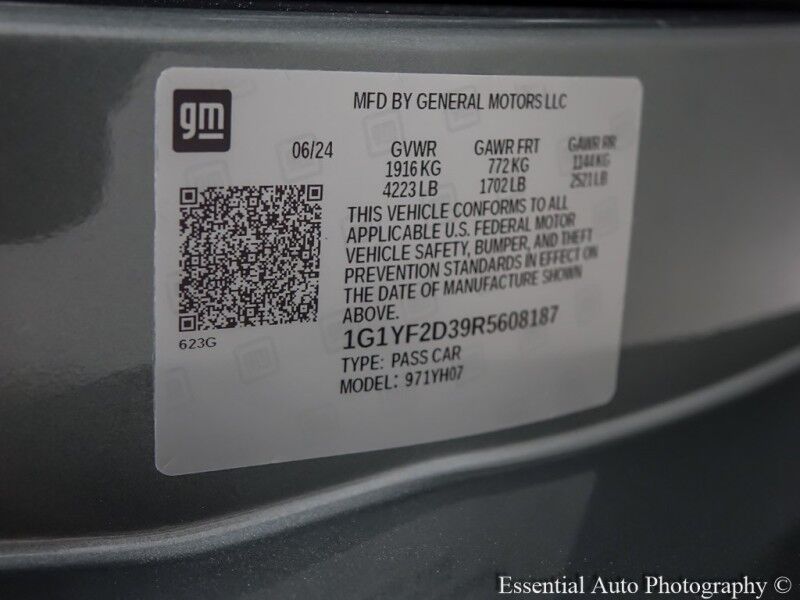 gm
MFD BY GENERAL MOTORS LLC
06/24 GVWR GAWR FRT GAWR RR
1916 KG 772 KG 1144 KG
4223 LB 1702 LB 2521 LB
THIS VEHICLE CONFORMS TO ALL
APPLICABLE U.S. FEDERAL MOTOR
VEHICLE SAFETY, BUMPER, AND THEFT
PREVENTION STANDARDS IN EFFECT ON
THE DATE OF MANUFACTURE SHOWN
ABOVE.
623G
1G1YF2D39R5608187
TYPE: PASS CAR
MODEL: 971YH07
Essential Auto Photography ©